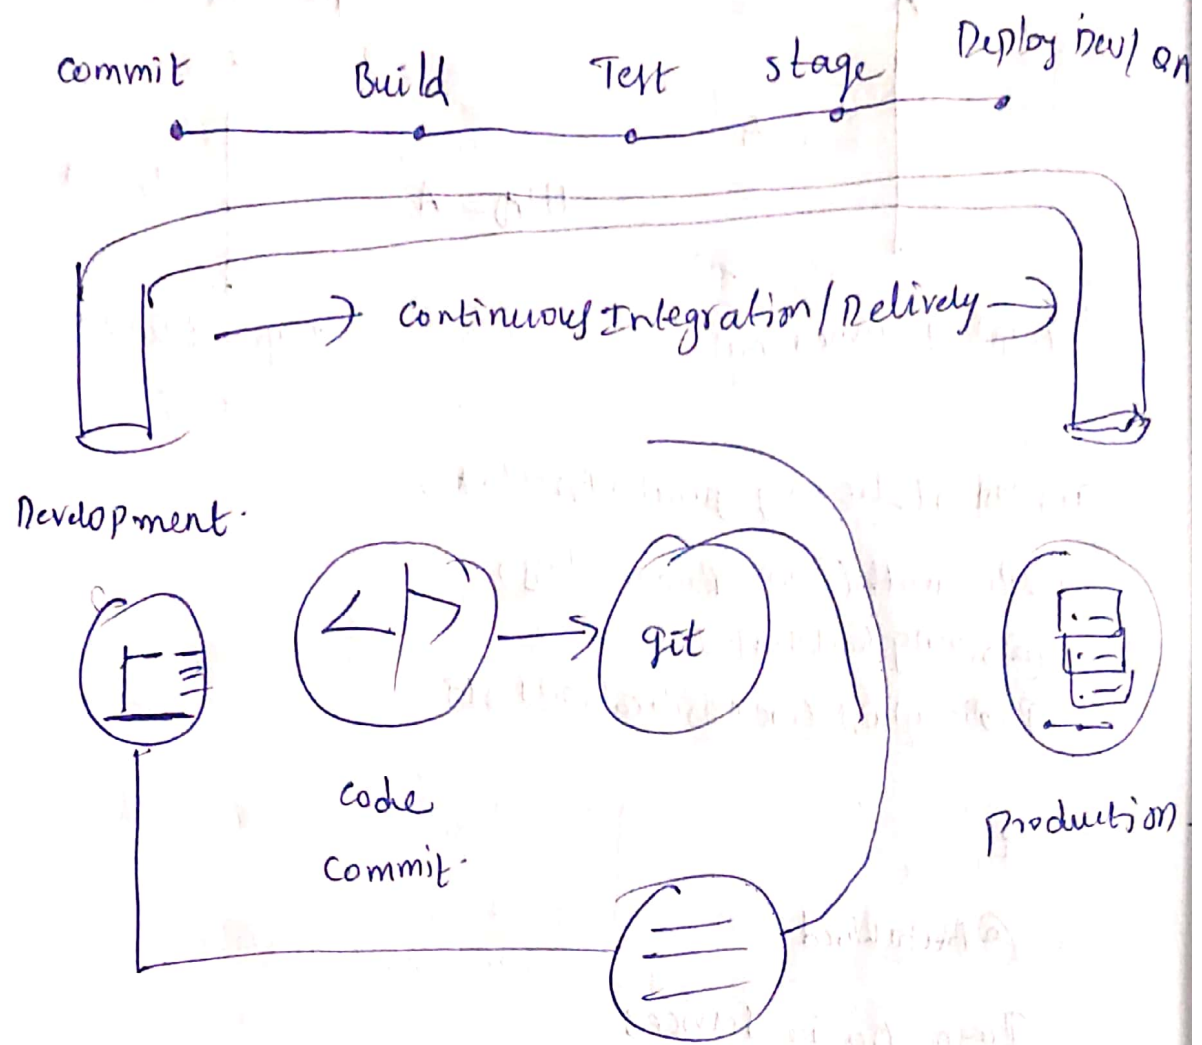 Commit Build Test Stage Deploy Dev/QA
Continuous Integration/Delivery
Development.
</>
git
Code
Commit.
Production